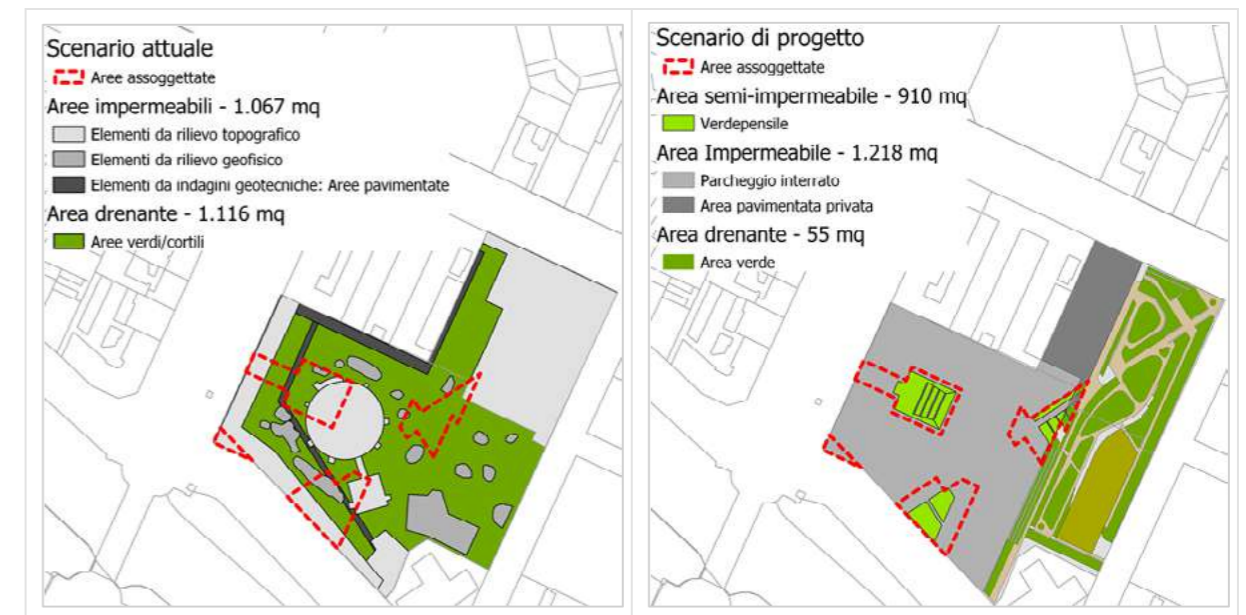 Scenario attuale
Aree assoggettate
Aree impermeabili - 1.067 mq
Elementi da rilievo topografico
Elementi da rilievo geofisico
Elementi da indagini geotecniche: Aree pavimentate
Area drenante - 1.116 mq
Aree verdi/cortili
Scenario di progetto
Aree assoggettate
Area semi-impermeabile - 910 mq
Verdepensile
Area Impermeabile - 1.218 mq
Parcheggio interrato
Area pavimentata privata
Area drenante - 55 mq
Area verde